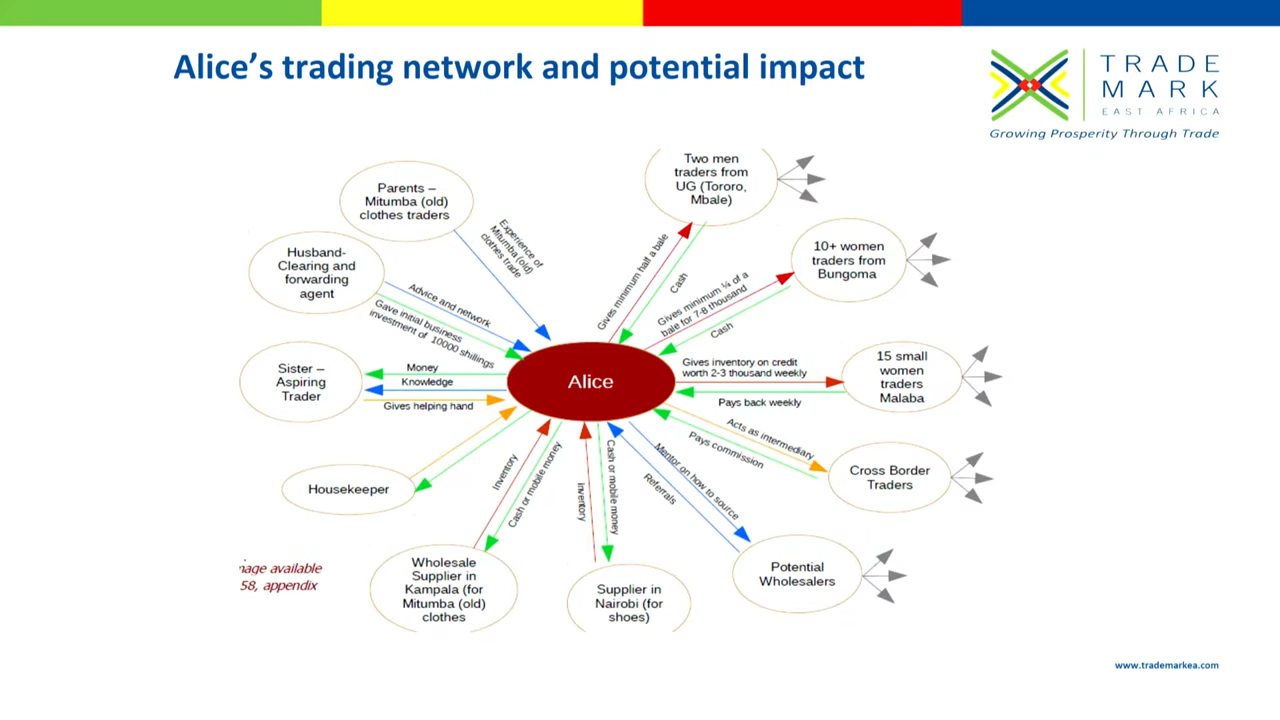 Alice's trading network and potential impact
TRADE
MARK
EAST AFRICA
Growing Prosperity Through Trade
Two men
traders from
UG (Tororo,
Mbale)
Parents –
Mitumba (old)
clothes traders
Experience of
Mitumba (old)
clothes trade
Husband-
Clearing and
forwarding
agent
Advice and network
Gave initial business
investment of 10000 shillings
Gives minimum half a bale
Cash
10+ women
traders from
Bungoma
Gives minimum ¼ of a
bale for 7-8 thousand
Cash
Sister –
Aspiring
Trader
Money
Knowledge
Gives helping hand
Alice
Gives inventory on credit
worth 2-3 thousand weekly
Pays back weekly
15 small
women
traders
Malaba
Acts as intermediary
Pays commission
Cross Border
Traders
Housekeeper
Inventory
Cash or mobile money
Inventory
Cash or mobile money
Mentor on how to source
Referrals
Wholesale
Supplier in
Kampala (for
Mitumba (old)
clothes
Supplier in
Nairobi (for
shoes)
Potential
Wholesalers
mage available
58, appendix
www.trademarkea.com